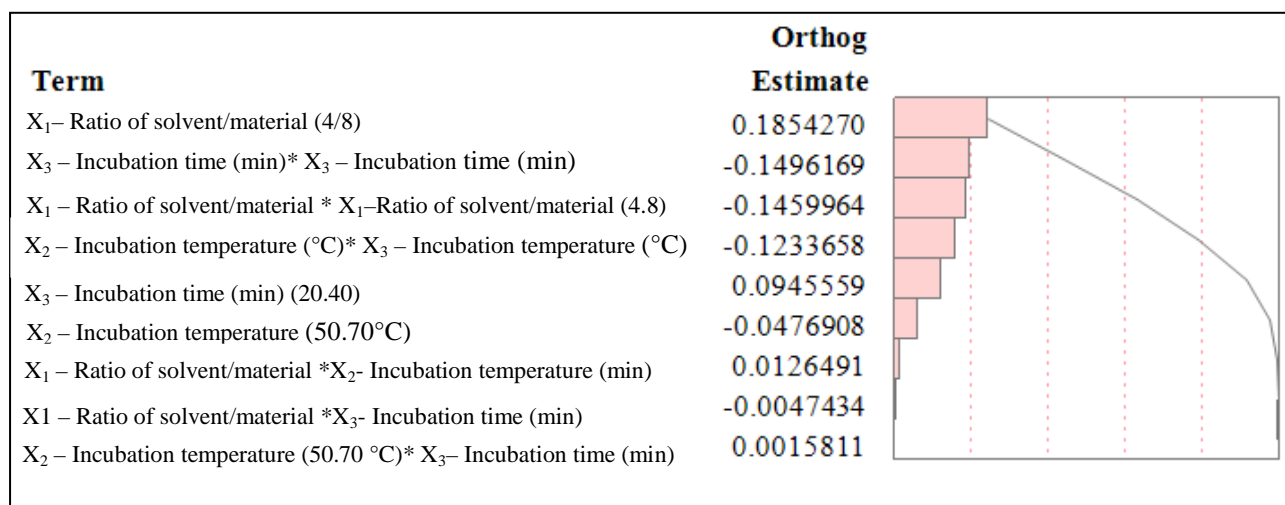 Orthog
Term Estimate
X₁– Ratio of solvent/material (4/8) 0.1854270
X₃ – Incubation time (min)* X₃ – Incubation time (min) -0.1496169
X₁ – Ratio of solvent/material * X₁–Ratio of solvent/material (4.8) -0.1459964
X₂ – Incubation temperature (°C)* X₃ – Incubation temperature (°C) -0.1233658
X₃ – Incubation time (min) (20.40) 0.0945559
X₂ – Incubation temperature (50.70°C) -0.0476908
X₁ – Ratio of solvent/material *X₂- Incubation temperature (min) 0.0126491
X1 – Ratio of solvent/material *X₃- Incubation time (min) -0.0047434
X₂ – Incubation temperature (50.70 °C)* X₃– Incubation time (min) 0.0015811